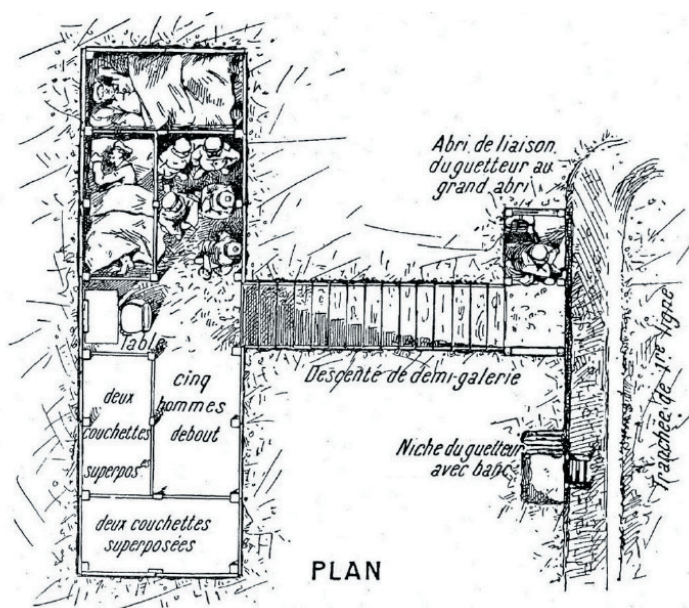 Abri de liaison
du guetteur au
grand abri
Tranchée de 1re ligne
Table
Descente de demi-galerie
cinq
hommes
debout
deux
couchettes
superpos
Niche du guetteur
avec banc
deux couchettes
superposées
PLAN